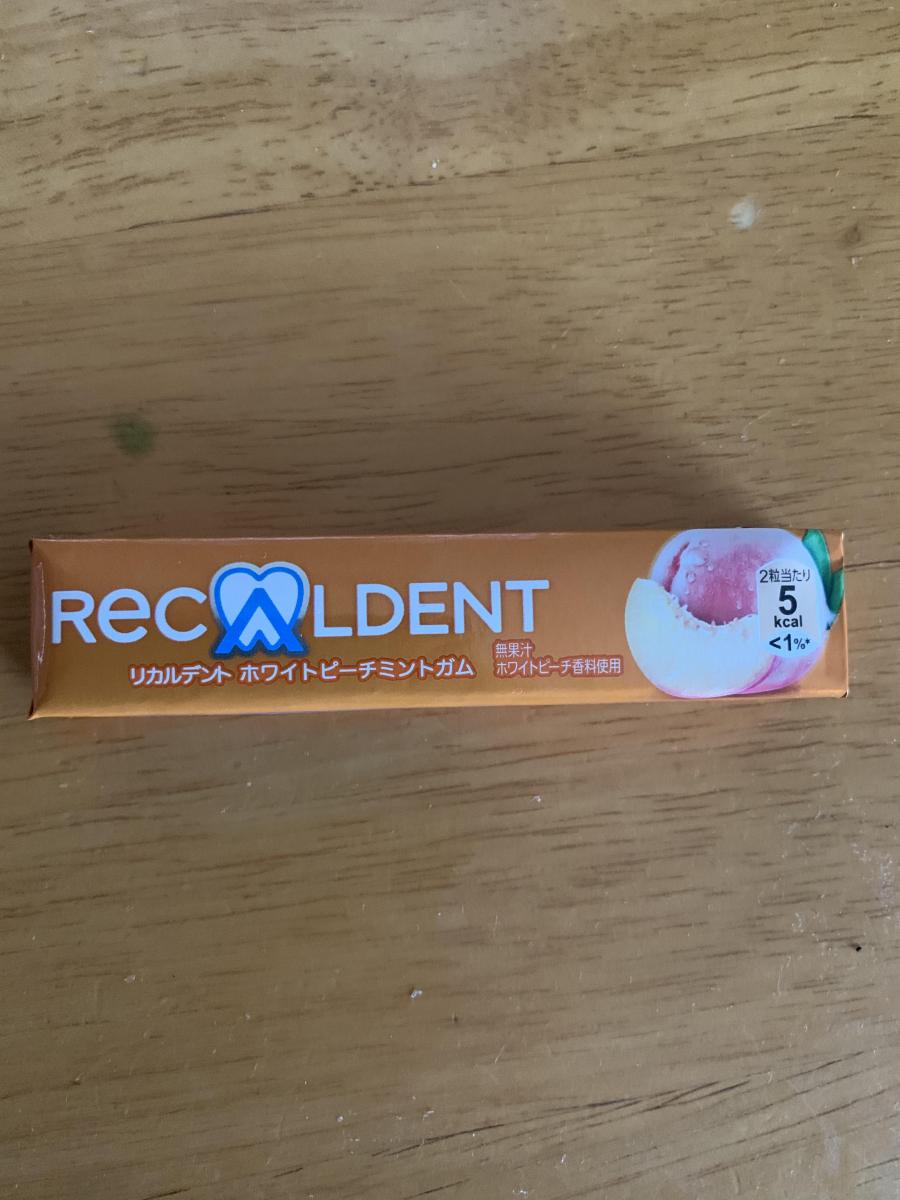 RecALDENT
リカルデント ホワイトピーチミントガム
無果汁
ホワイトピーチ香料使用
2粒当たり
5
kcal
<1%*